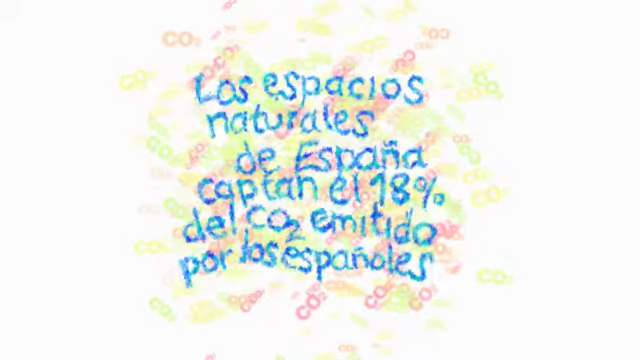 Los espacios
naturales
de España
captan el 18%
del CO₂ emitido
por los españoles